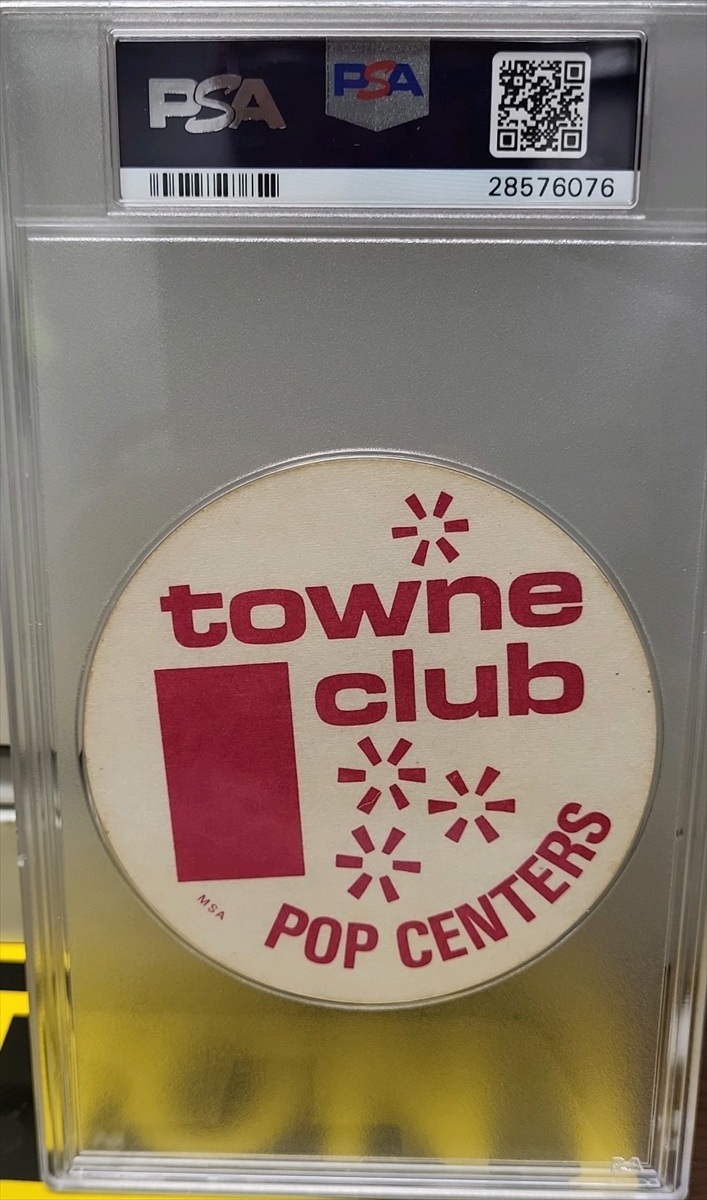 PSA
PSA
28576076
towne
club
MSA
POP CENTERS